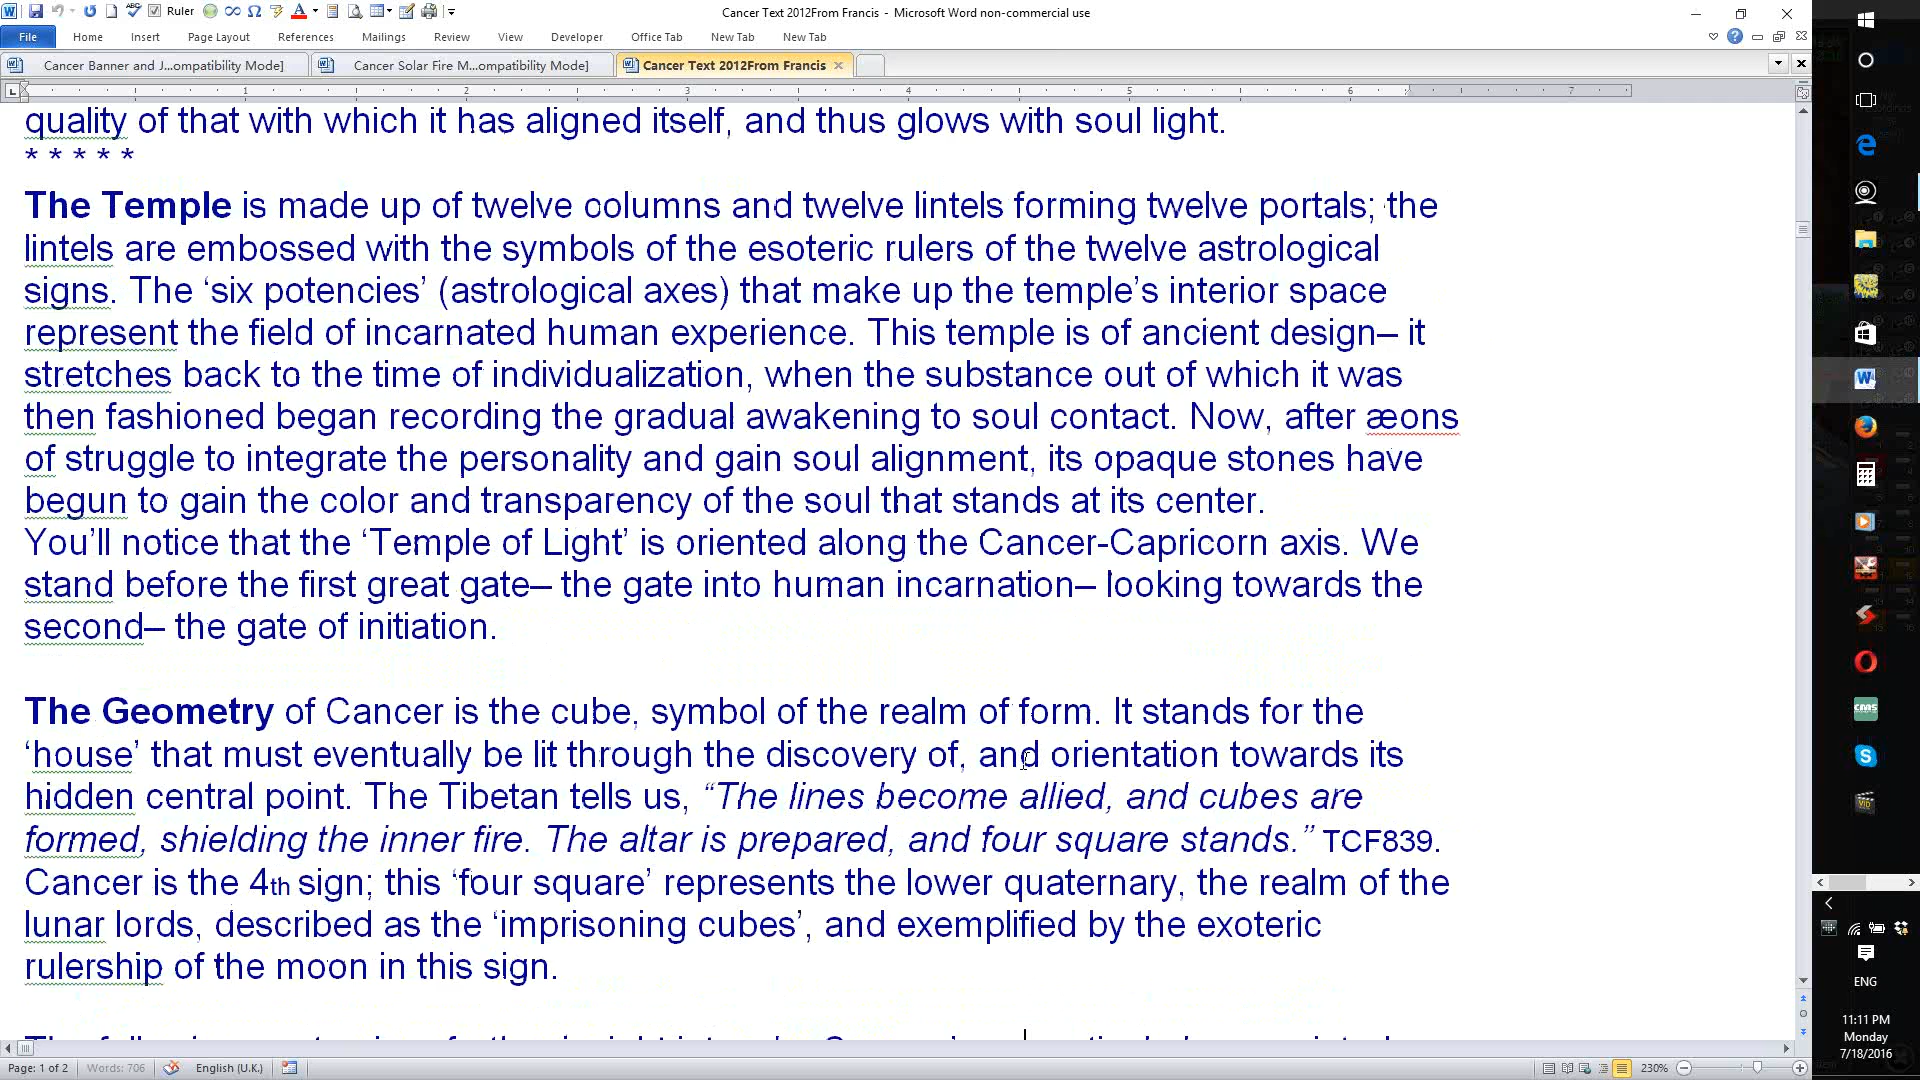 Cancer Text 2012From Francis - Microsoft Word non-commercial use
Ruler
File Home Insert Page Layout References Mailings Review View Developer Office Tab New Tab New Tab
Cancer Banner and J...ompatibility Mode]
Cancer Solar Fire M...ompatibility Mode]
Cancer Text 2012From Francis
1 2 3 4 5 6 7
quality of that with which it has aligned itself, and thus glows with soul light.
* * * * *
The Temple is made up of twelve columns and twelve lintels forming twelve portals; the
lintels are embossed with the symbols of the esoteric rulers of the twelve astrological
signs. The ‘six potencies’ (astrological axes) that make up the temple’s interior space
represent the field of incarnated human experience. This temple is of ancient design– it
stretches back to the time of individualization, when the substance out of which it was
then fashioned began recording the gradual awakening to soul contact. Now, after æons
of struggle to integrate the personality and gain soul alignment, its opaque stones have
begun to gain the color and transparency of the soul that stands at its center.
You’ll notice that the ‘Temple of Light’ is oriented along the Cancer-Capricorn axis. We
stand before the first great gate– the gate into human incarnation– looking towards the
second– the gate of initiation.
The Geometry of Cancer is the cube, symbol of the realm of form. It stands for the
‘house’ that must eventually be lit through the discovery of, and orientation towards its
hidden central point. The Tibetan tells us, “The lines become allied, and cubes are
formed, shielding the inner fire. The altar is prepared, and four square stands.” TCF839.
Cancer is the 4th sign; this ‘four square’ represents the lower quaternary, the realm of the
lunar lords, described as the ‘imprisoning cubes’, and exemplified by the exoteric
rulership of the moon in this sign.
Page: 1 of 2 Words: 706 English (U.K.) 230%
ENG
11:11 PM
Monday
7/18/2016